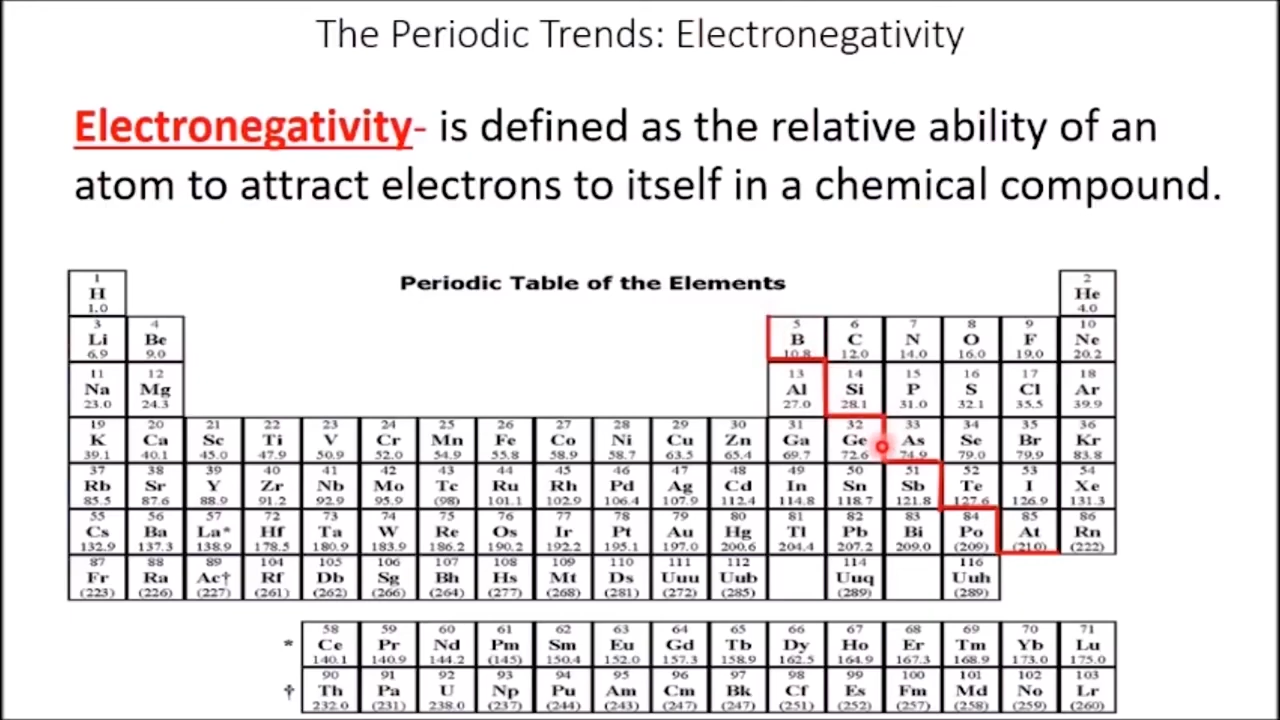 The Periodic Trends: Electronegativity
Electronegativity- is defined as the relative ability of an
atom to attract electrons to itself in a chemical compound.
Periodic Table of the Elements
1 2
H He
1.0 4.0
3 4 5 6 7 8 9 10
Li Be B C N O F Ne
6.9 9.0 10.8 12.0 14.0 16.0 19.0 20.2
11 12 13 14 15 16 17 18
Na Mg Al Si P S Cl Ar
23.0 24.3 27.0 28.1 31.0 32.1 35.5 39.9
19 20 21 22 23 24 25 26 27 28 29 30 31 32 33 34 35 36
K Ca Sc Ti V Cr Mn Fe Co Ni Cu Zn Ga Ge As Se Br Kr
39.1 40.1 45.0 47.9 50.9 52.0 54.9 55.8 58.9 58.7 63.5 65.4 69.7 72.6 74.9 79.0 79.9 83.8
37 38 39 40 41 42 43 44 45 46 47 48 49 50 51 52 53 54
Rb Sr Y Zr Nb Mo Tc Ru Rh Pd Ag Cd In Sn Sb Te I Xe
85.5 87.6 88.9 91.2 92.9 95.9 (98) 101.1 102.9 106.4 107.9 112.4 114.8 118.7 121.8 127.6 126.9 131.3
55 56 57 72 73 74 75 76 77 78 79 80 81 82 83 84 85 86
Cs Ba La* Hf Ta W Re Os Ir Pt Au Hg Tl Pb Bi Po At Rn
132.9 137.3 138.9 178.5 180.9 183.9 186.2 190.2 192.2 195.1 197.0 200.6 204.4 207.2 209.0 (209) (210) (222)
87 88 89 104 105 106 107 108 109 110 111 112 114 116
Fr Ra Ac† Rf Db Sg Bh Hs Mt Ds Uuu Uub Uuq Uuh
(223) (226) (227) (261) (262) (266) (264) (277) (268) (281) (272) (285) (289) (289)
58 59 60 61 62 63 64 65 66 67 68 69 70 71
* Ce Pr Nd Pm Sm Eu Gd Tb Dy Ho Er Tm Yb Lu
140.1 140.9 144.2 (145) 150.4 152.0 157.3 158.9 162.5 164.9 167.3 168.9 173.0 175.0
90 91 92 93 94 95 96 97 98 99 100 101 102 103
† Th Pa U Np Pu Am Cm Bk Cf Es Fm Md No Lr
232.0 (231) 238.0 (237) (244) (243) (247) (247) (251) (252) (257) (258) (259) (260)